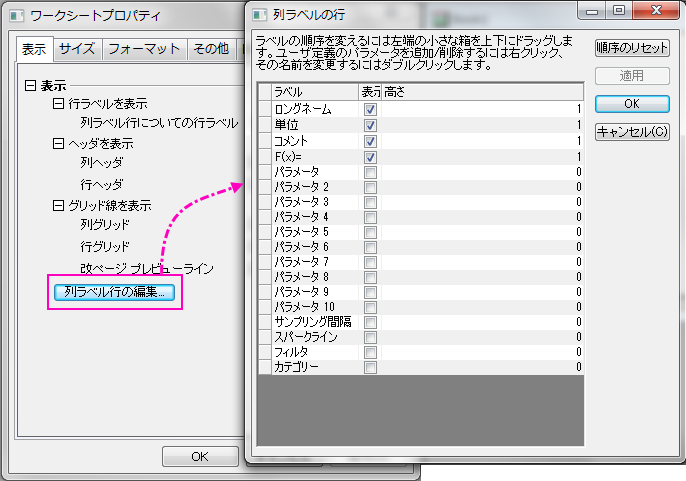 ワークシートプロパティ
表示 サイズ フォーマット その他
表示
行ラベルを表示
列ラベル行についての行ラベル
ヘッダを表示
列ヘッダ
行ヘッダ
グリッド線を表示
列グリッド
行グリッド
改ページ プレビューライン
列ラベル行の編集...
OK
列ラベルの行
ラベルの順序を変えるには左端の小さな箱を上下にドラッグしま
す。ユーザ定義のパラメータを追加/削除するには右クリック、
その名前を変更するにはダブルクリックします。
ラベル 表示 高さ
ロングネーム 1
単位 1
コメント 1
F(x)= 1
パラメータ 0
パラメータ 2 0
パラメータ 3 0
パラメータ 4 0
パラメータ 5 0
パラメータ 6 0
パラメータ 7 0
パラメータ 8 0
パラメータ 9 0
パラメータ 10 0
サンプリング間隔 0
スパークライン 0
フィルタ 0
カテゴリー 0
順序のリセット
適用
OK
キャンセル(C)